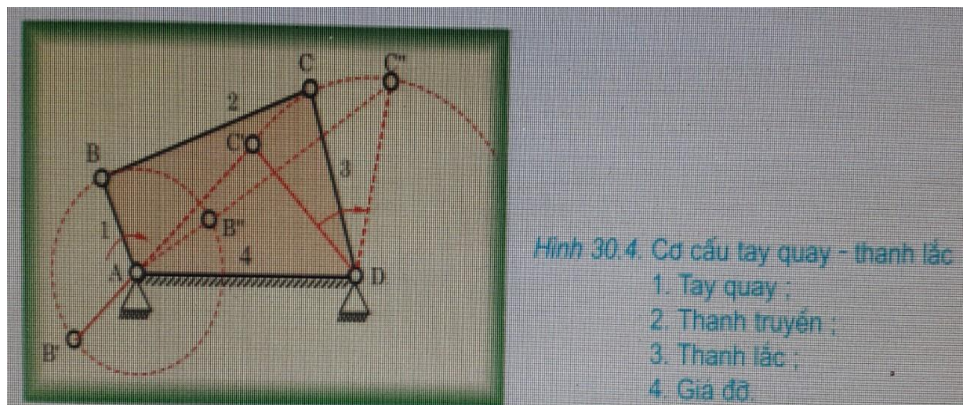 C C"
2
C'
B
3
1
B"
4
A D
B'
Hình 30.4. Cơ cấu tay quay - thanh lắc
1. Tay quay ;
2. Thanh truyền ;
3. Thanh lắc ;
4. Giá đỡ.